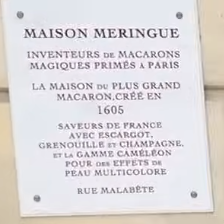 MAISON MERINGUE
INVENTEURS DE MACARONS
MAGIQUES PRIMÉS À PARIS
LA MAISON DU PLUS GRAND
MACARON,CRÉÉ EN
1605
SAVEURS DE FRANCE
AVEC ESCARGOT,
GRENOUILLE ET CHAMPAGNE,
ET LA GAMME CAMÉLÉON
POUR DES EFFETS DE
PEAU MULTICOLORE
RUE MALABÊTE